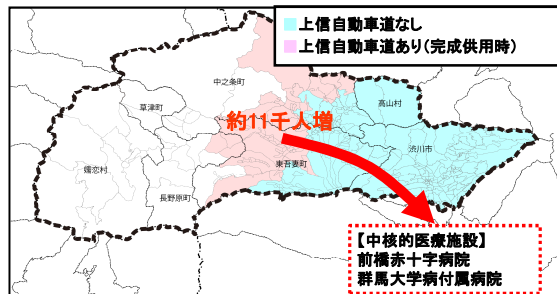 上信自動車道なし
上信自動車道あり(完成供用時)
中之条町
高山村
草津町
約11千人増
渋川市
東吾妻町
嬬恋村
長野原町
【中核的医療施設】
前橋赤十字病院
群馬大学病付属病院